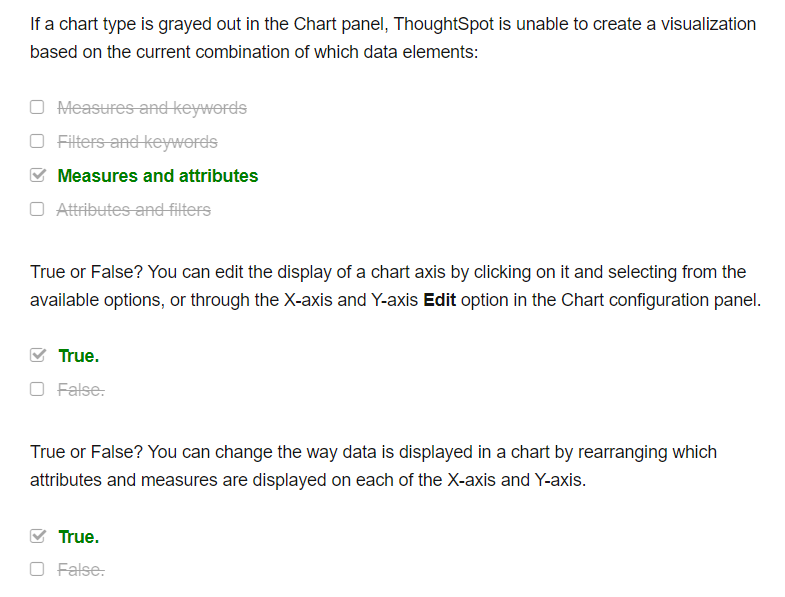 If a chart type is grayed out in the Chart panel, ThoughtSpot is unable to create a visualization
based on the current combination of which data elements:
Measures and keywords
Filters and keywords
Measures and attributes
Attributes and filters
True or False? You can edit the display of a chart axis by clicking on it and selecting from the
available options, or through the X-axis and Y-axis Edit option in the Chart configuration panel.
True.
False.
True or False? You can change the way data is displayed in a chart by rearranging which
attributes and measures are displayed on each of the X-axis and Y-axis.
True.
False.